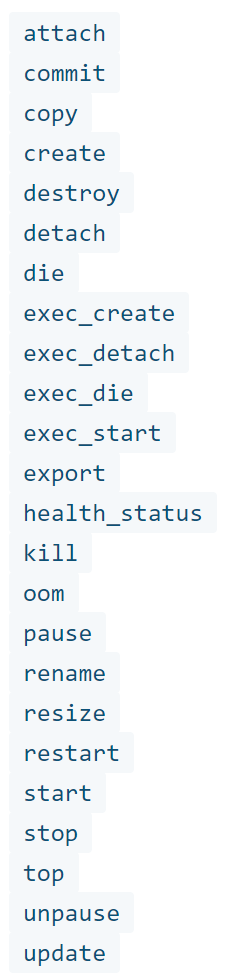 attach
commit
copy
create
destroy
detach
die
exec_create
exec_detach
exec_die
exec_start
export
health_status
kill
oom
pause
rename
resize
restart
start
stop
top
unpause
update